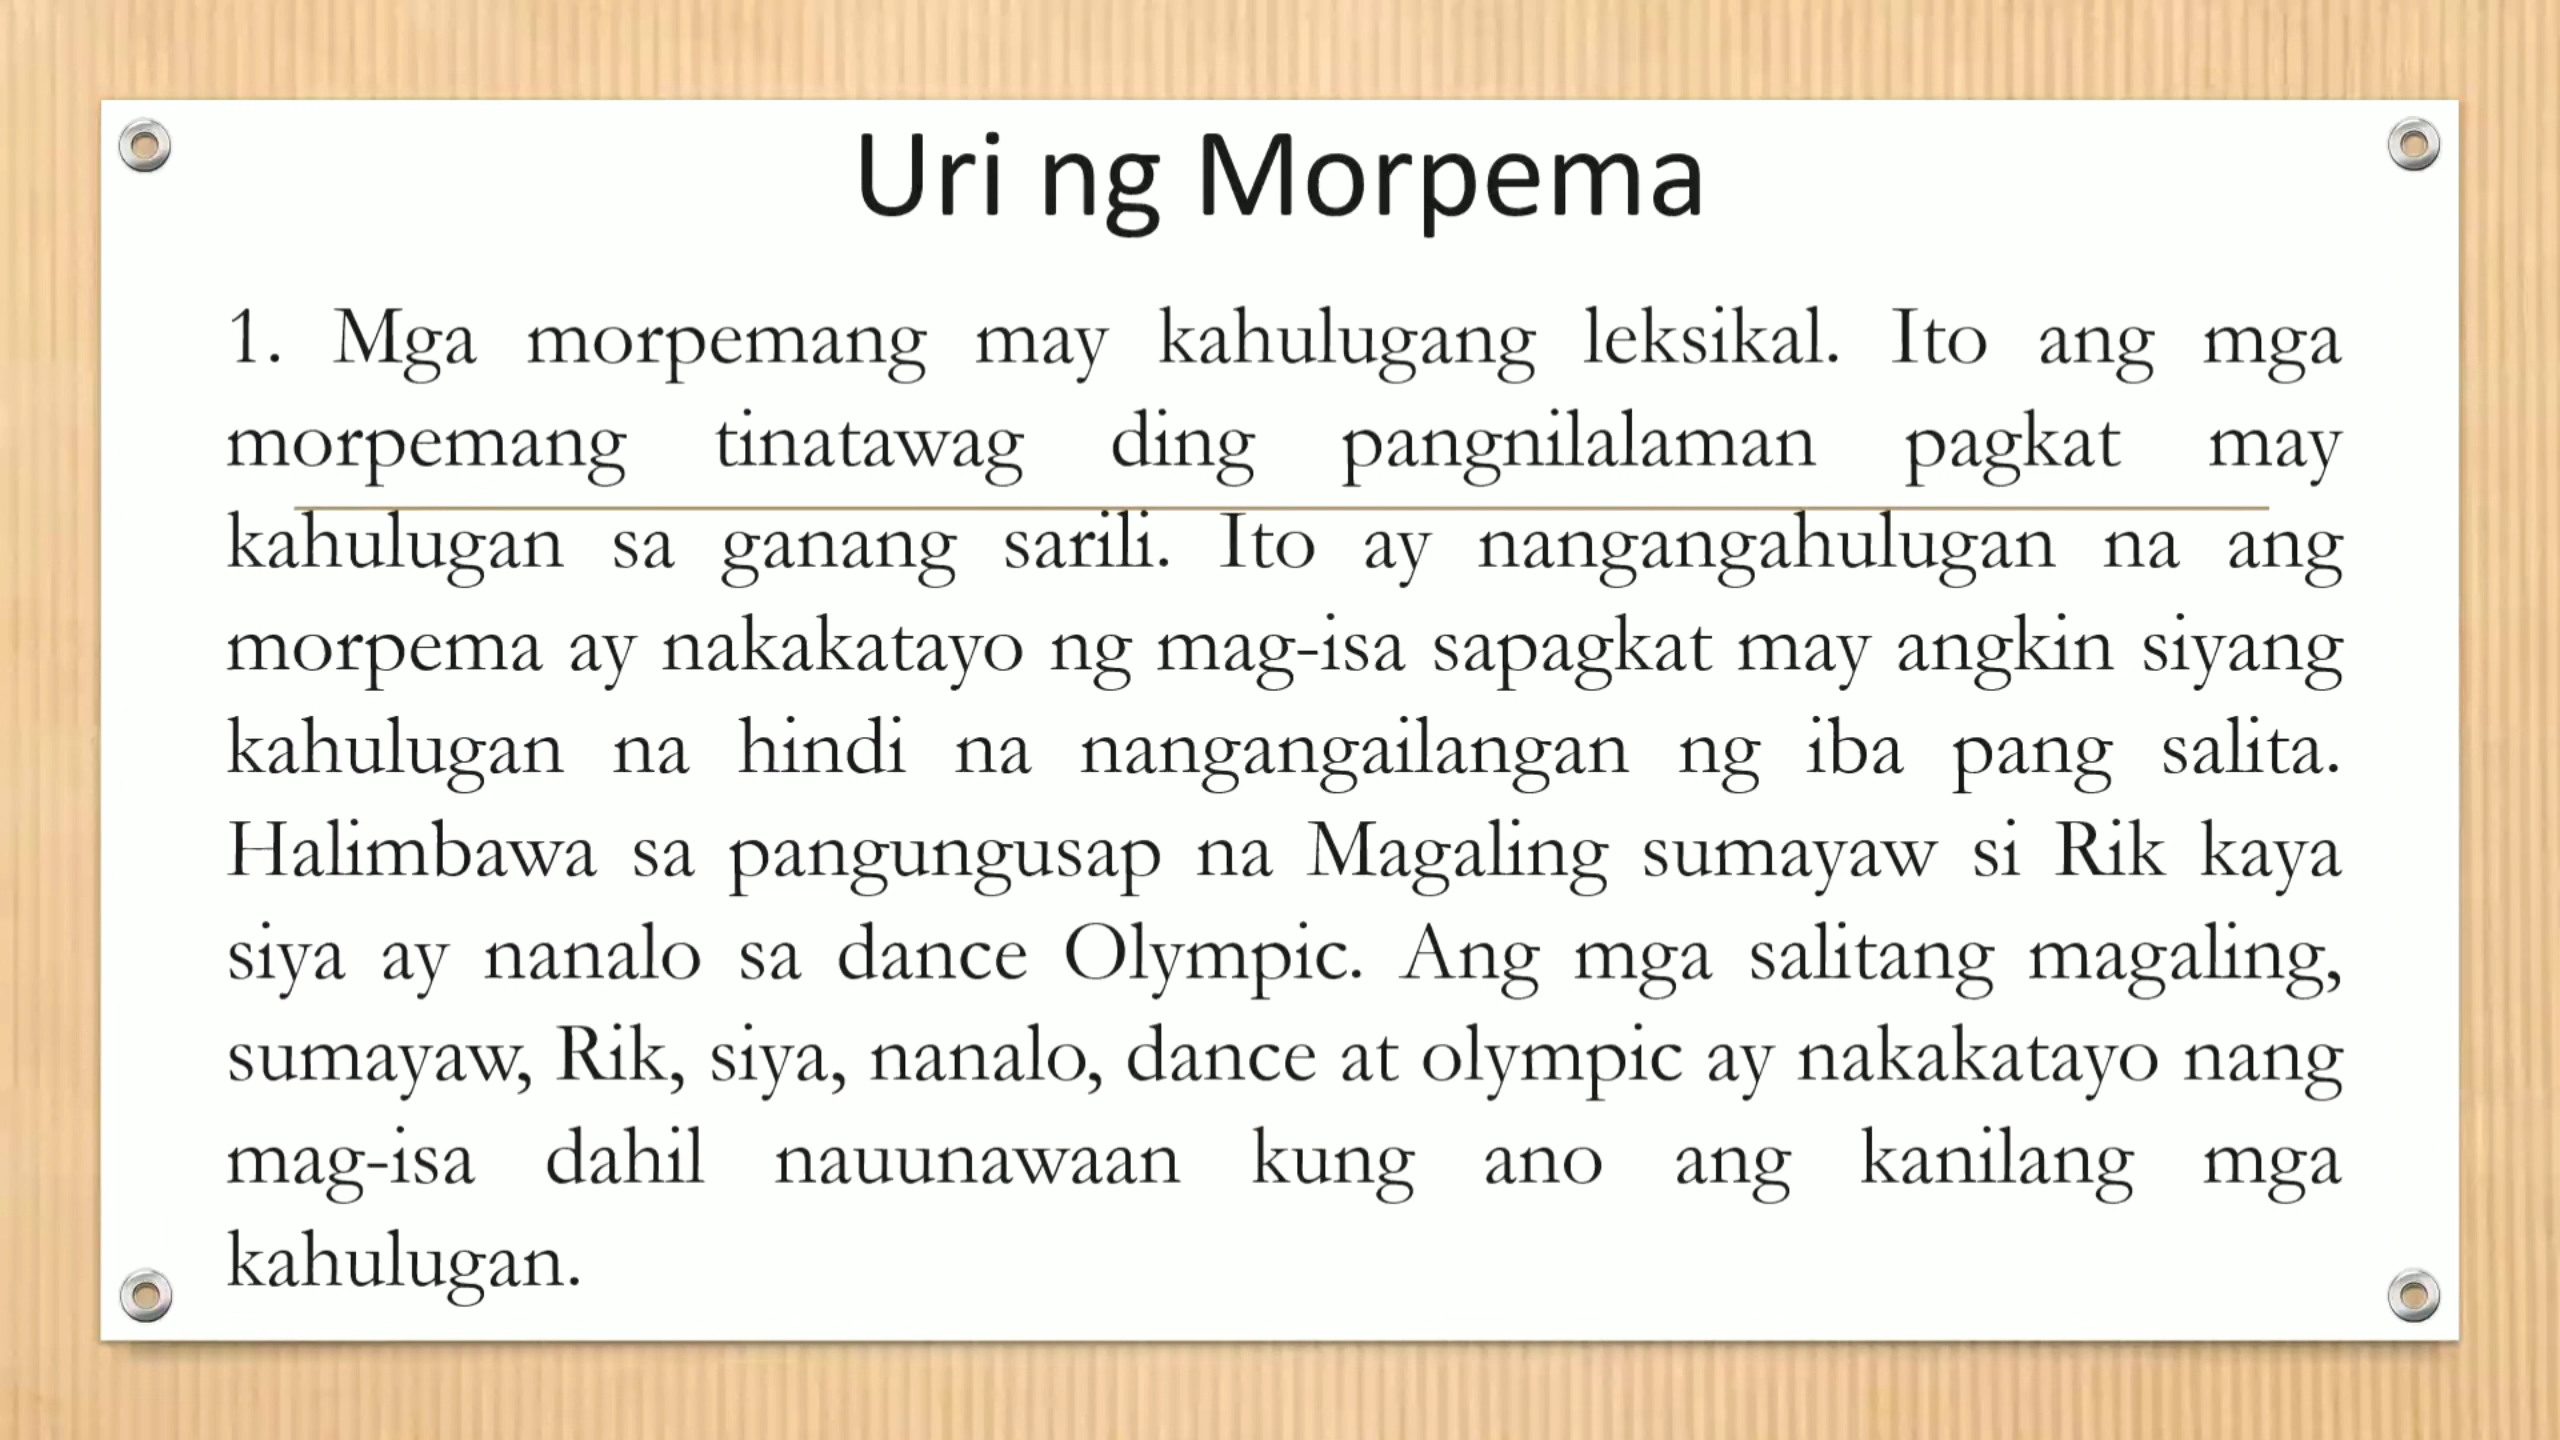 Uri ng Morpema
1. Mga morpemang may kahulugang leksikal. Ito ang mga
morpemang tinatawag ding pangnilalaman pagkat may
kahulugan sa ganang sarili. Ito ay nangangahulugan na ang
morpema ay nakakatayo ng mag-isa sapagkat may angkin siyang
kahulugan na hindi na nangangailangan ng iba pang salita.
Halimbawa sa pangungusap na Magaling sumayaw si Rik kaya
siya ay nanalo sa dance Olympic. Ang mga salitang magaling,
sumayaw, Rik, siya, nanalo, dance at olympic ay nakakatayo nang
mag-isa dahil nauunawaan kung ano ang kanilang mga
kahulugan.